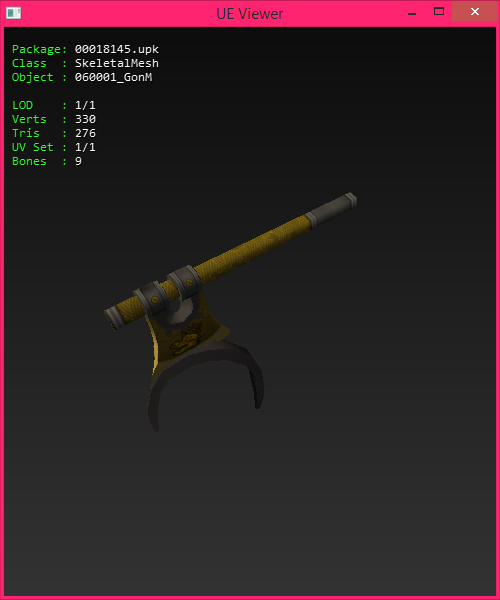 UE Viewer
Package: 00018145.upk
Class  : SkeletalMesh
Object : 060001_GonM
LOD    : 1/1
Verts  : 330
Tris   : 276
UV Set : 1/1
Bones  : 9